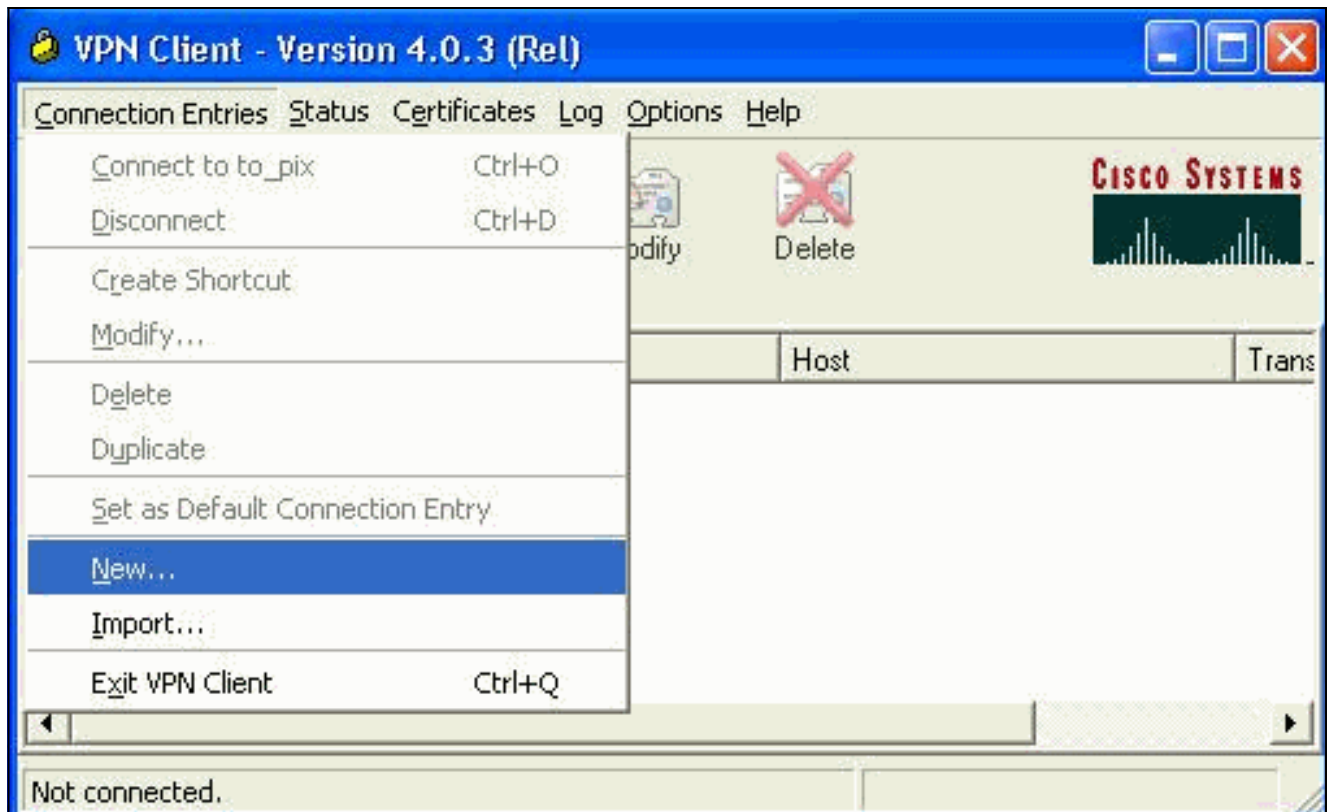 VPN Client - Version 4.0.3 (Rel)
Connection Entries Status Certificates Log Options Help
Connect to to_pix Ctrl+O
Disconnect Ctrl+D
Create Shortcut
Modify...
Delete
Duplicate
Set as Default Connection Entry
New...
Import...
Exit VPN Client Ctrl+Q
odify Delete
CISCO SYSTEMS
Host Trans
Not connected.